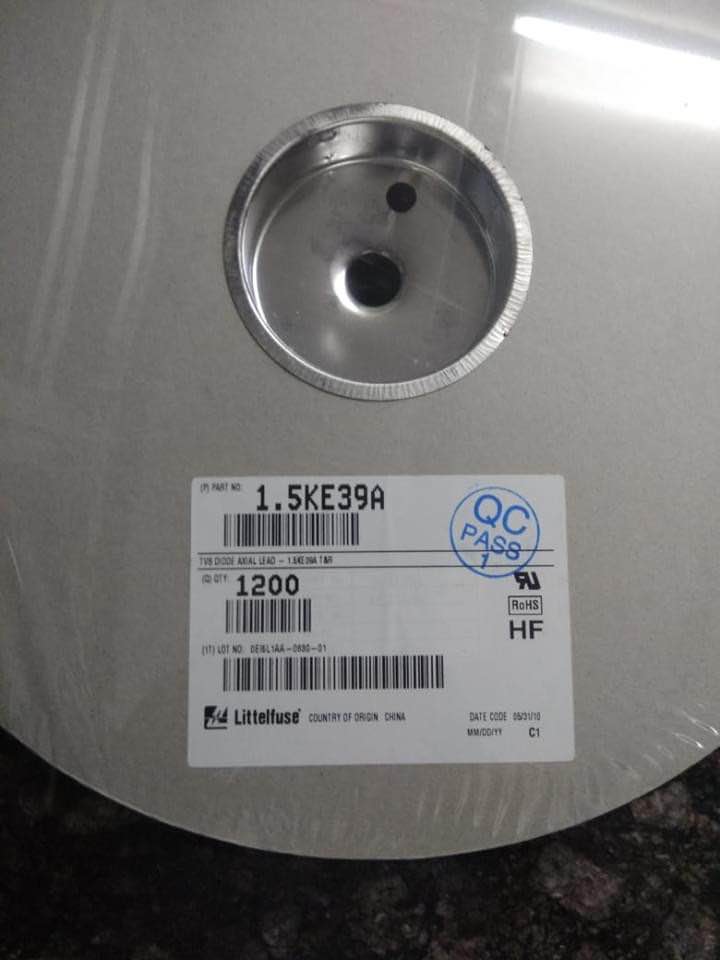 (P) PART NO: 1.5KE39A
QC
PASS
1
TVS DIODE AXIAL LEAD - 1.5KE39A T&R
(Q) QTY: 1200
RU
RoHS
HF
(1T) LOT NO:
Littelfuse COUNTRY OF ORIGIN CHINA
DATE CODE 05/31/10
MM/DD/YY C1